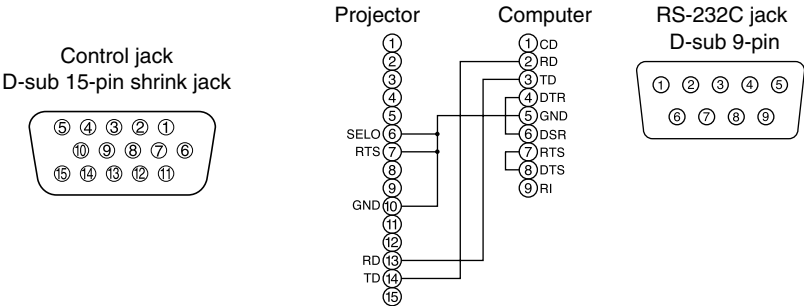 Control jack
D-sub 15-pin shrink jack
5 4 3 2 1
10 9 8 7 6
15 14 13 12 11
Projector
1
2
3
4
5
SELO 6
RTS 7
8
9
GND 10
11
12
RD 13
TD 14
15
Computer
1 CD
2 RD
3 TD
4 DTR
5 GND
6 DSR
7 RTS
8 DTS
9 RI
RS-232C jack
D-sub 9-pin
1 2 3 4 5
6 7 8 9